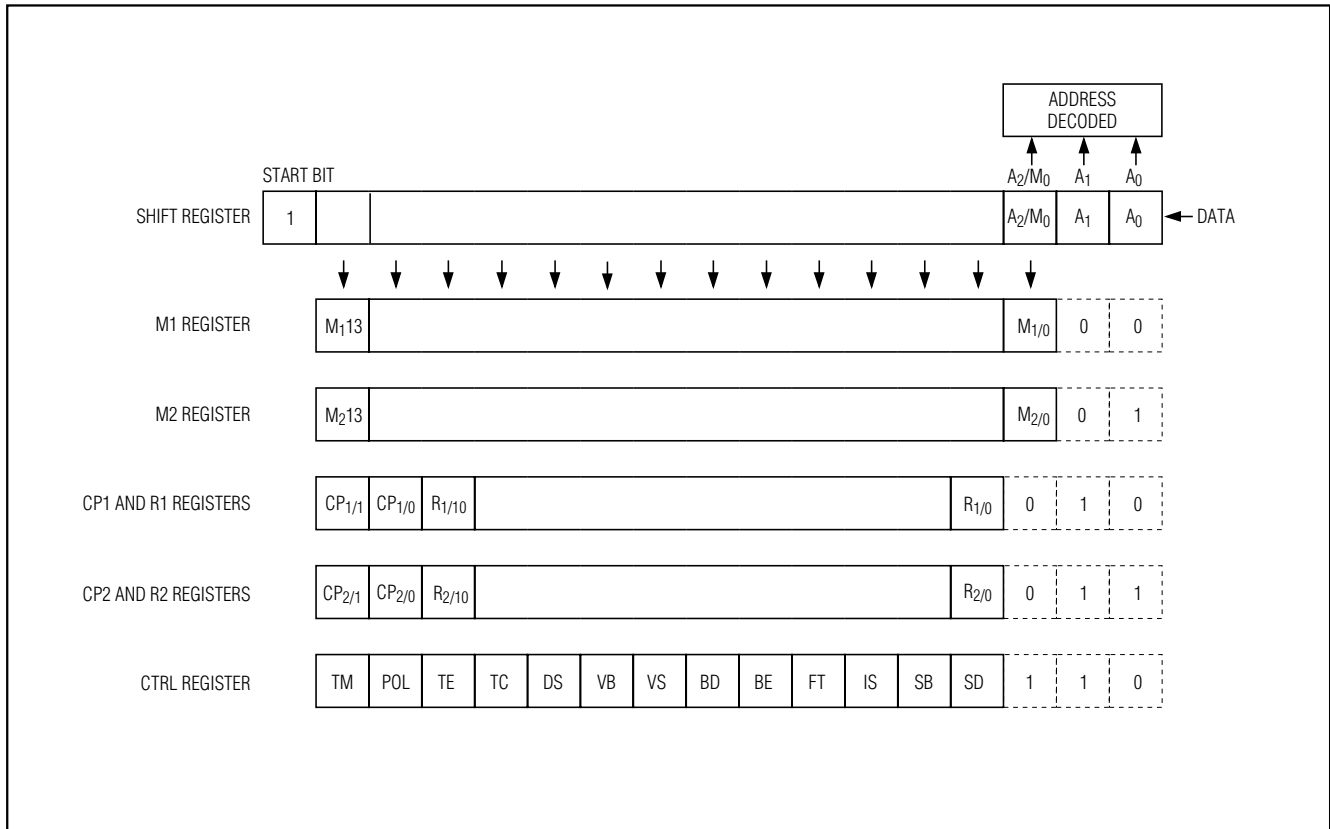 ADDRESS
DECODED
START BIT
A2/M0 A1 A0
SHIFT REGISTER 1 A2/M0 A1 A0 DATA
M1 REGISTER M113 M1/0 0 0
M2 REGISTER M213 M2/0 0 1
CP1 AND R1 REGISTERS CP1/1 CP1/0 R1/10 R1/0 0 1 0
CP2 AND R2 REGISTERS CP2/1 CP2/0 R2/10 R2/0 0 1 1
CTRL REGISTER TM POL TE TC DS VB VS BD BE FT IS SB SD 1 1 0